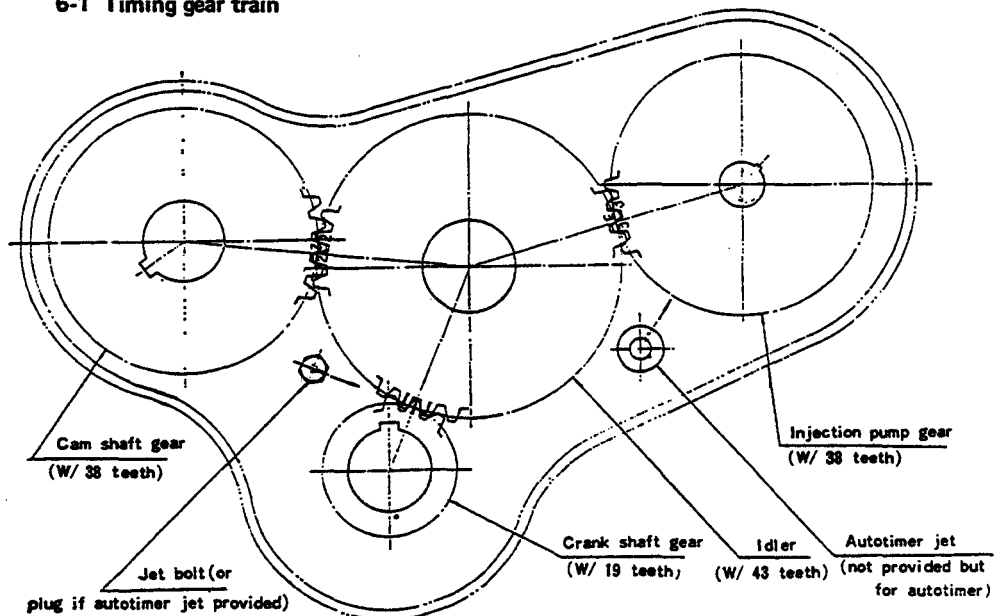 6-1 Timing gear train
Cam shaft gear
(W/ 38 teeth)
Injection pump gear
(W/ 38 teeth)
Crank shaft gear
(W/ 19 teeth;
Idler
(W/ 43 teeth)
Autotimer jet
(not provided but
for autotimer)
Jet bolt(or
plug if autotimer jet provided)